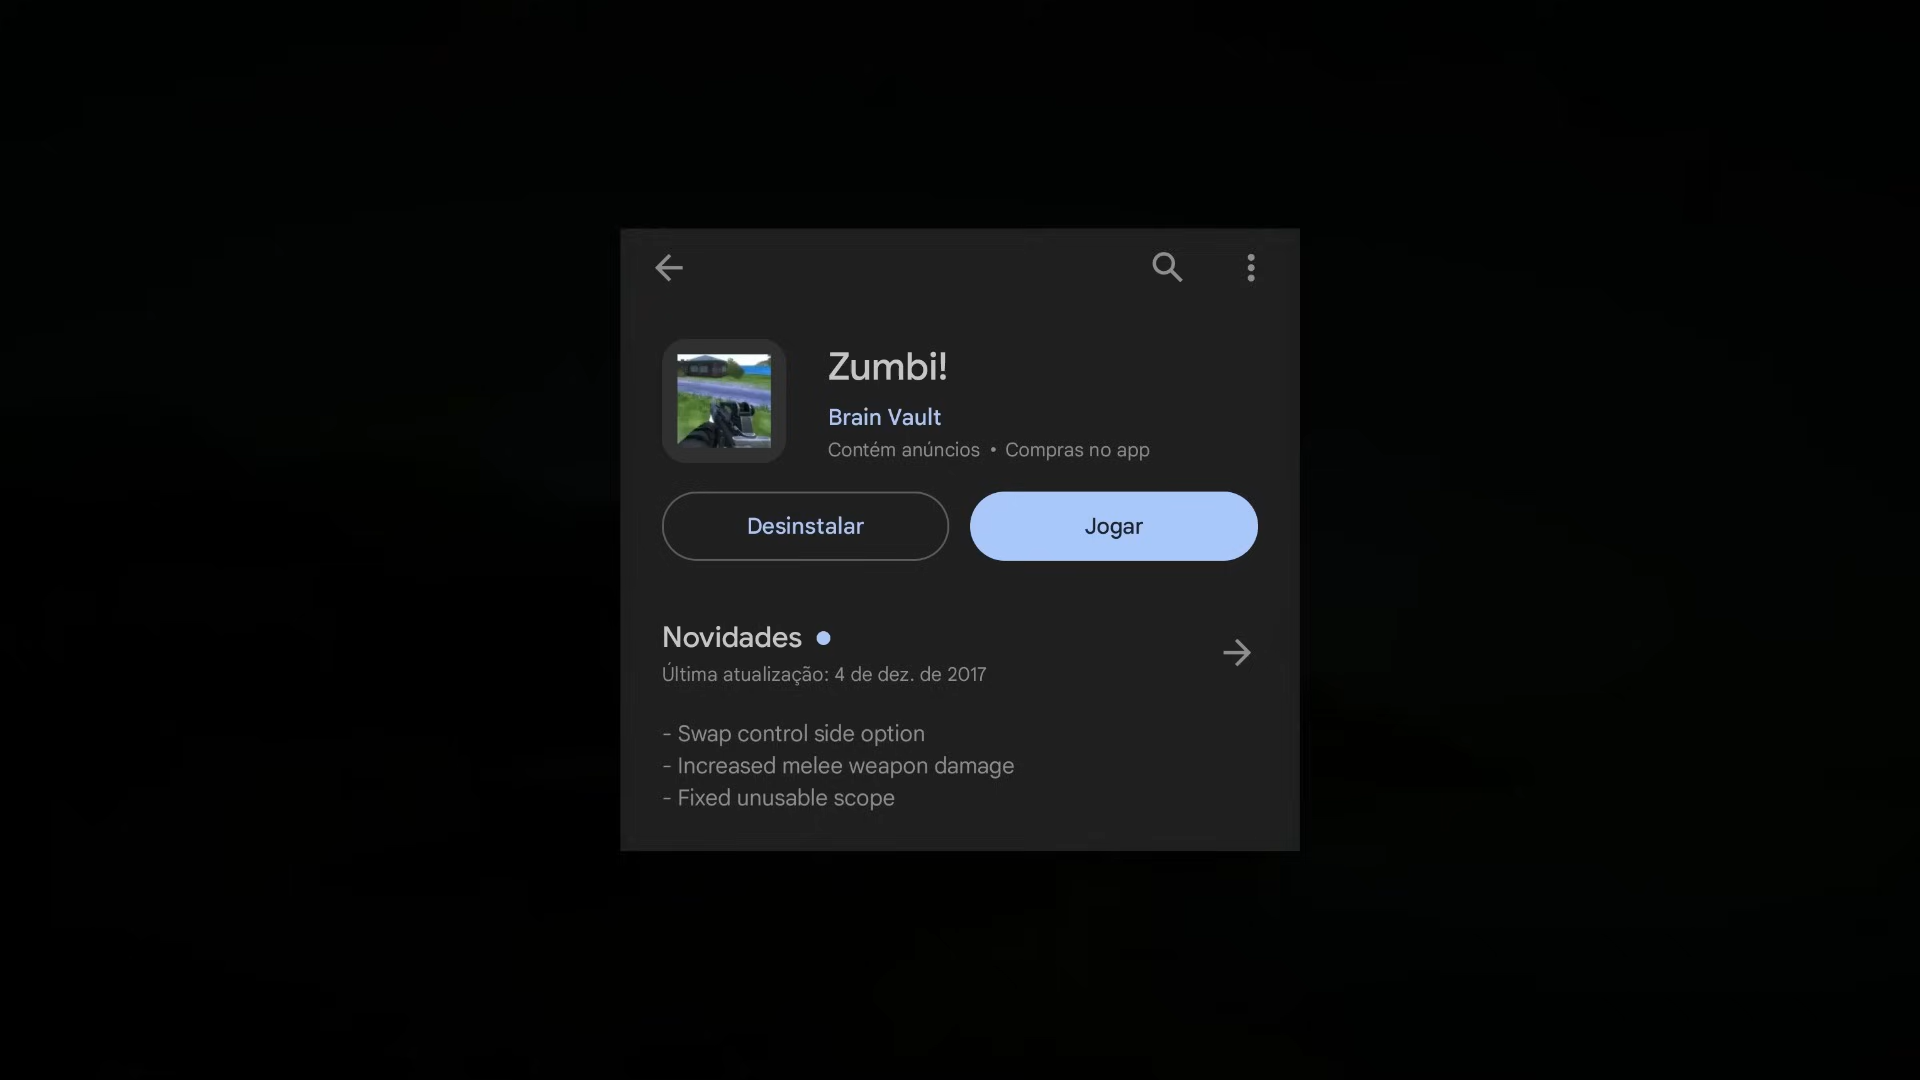 Zumbi!
Brain Vault
Contém anúncios • Compras no app
Desinstalar
Jogar
Novidades
Última atualização: 4 de dez. de 2017
- Swap control side option
- Increased melee weapon damage
- Fixed unusable scope